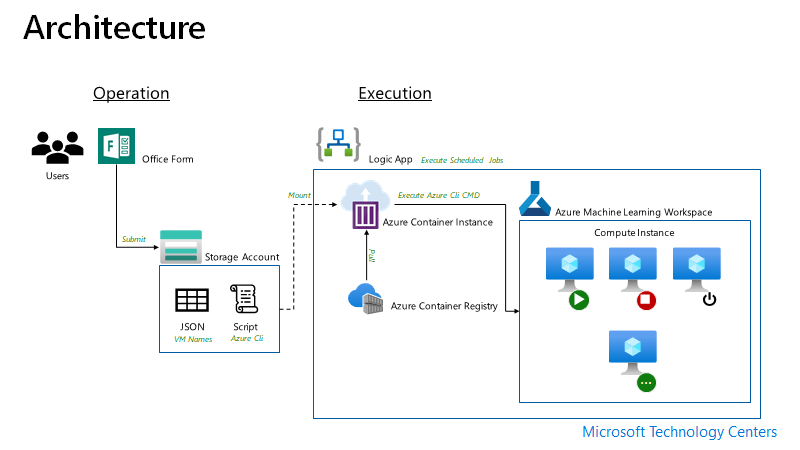 Architecture
Operation
Execution
Users
Office Form
Logic App
Execute Scheduled Jobs
Submit
Mount
Execute Azure Cli CMD
Azure Container Instance
Azure Machine Learning Workspace
Compute Instance
Storage Account
Pull
Azure Container Registry
JSON
VM Names
Script
Azure Cli
Microsoft Technology Centers